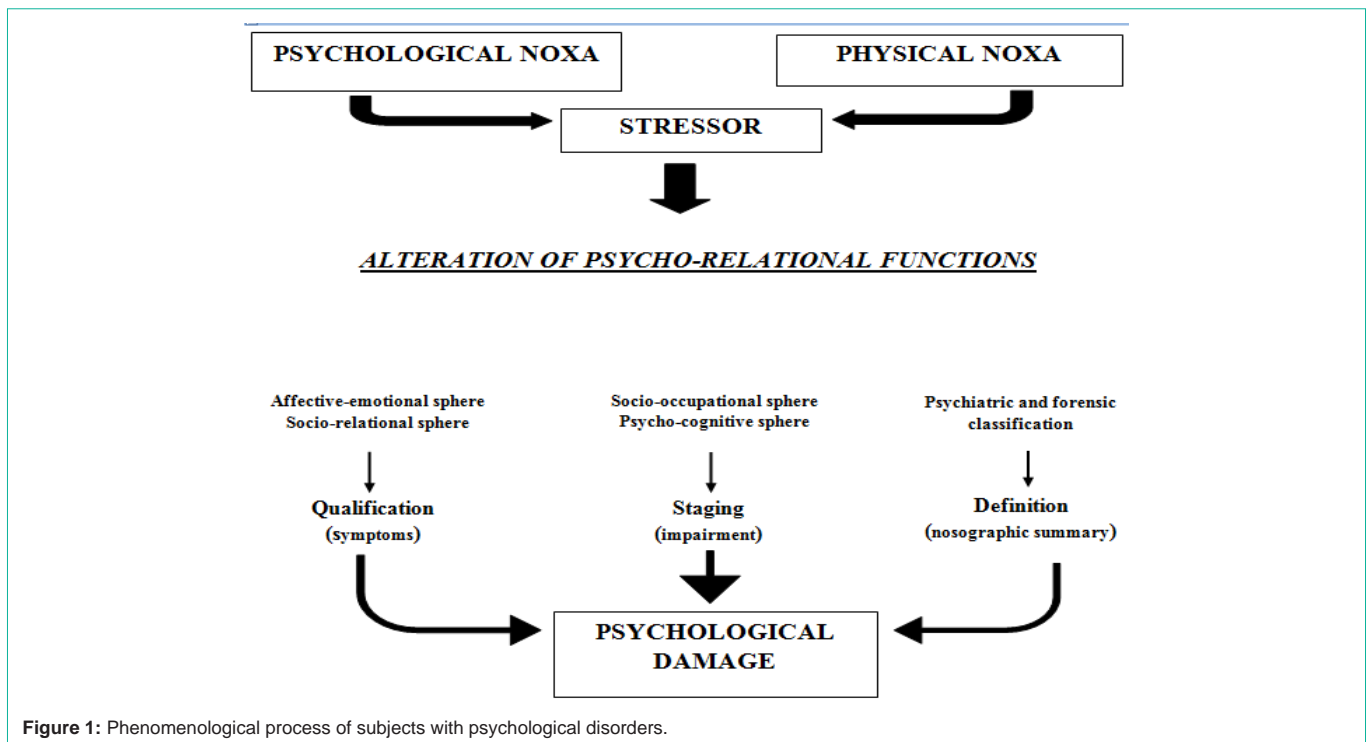 PSYCHOLOGICAL NOXA
PHYSICAL NOXA
STRESSOR
ALTERATION OF PSYCHO-RELATIONAL FUNCTIONS
Affective-emotional sphere
Socio-relational sphere
Socio-occupational sphere
Psycho-cognitive sphere
Psychiatric and forensic
classification
Qualification
(symptoms)
Staging
(impairment)
Definition
(nosographic summary)
PSYCHOLOGICAL
DAMAGE
Figure 1: Phenomenological process of subjects with psychological disorders.